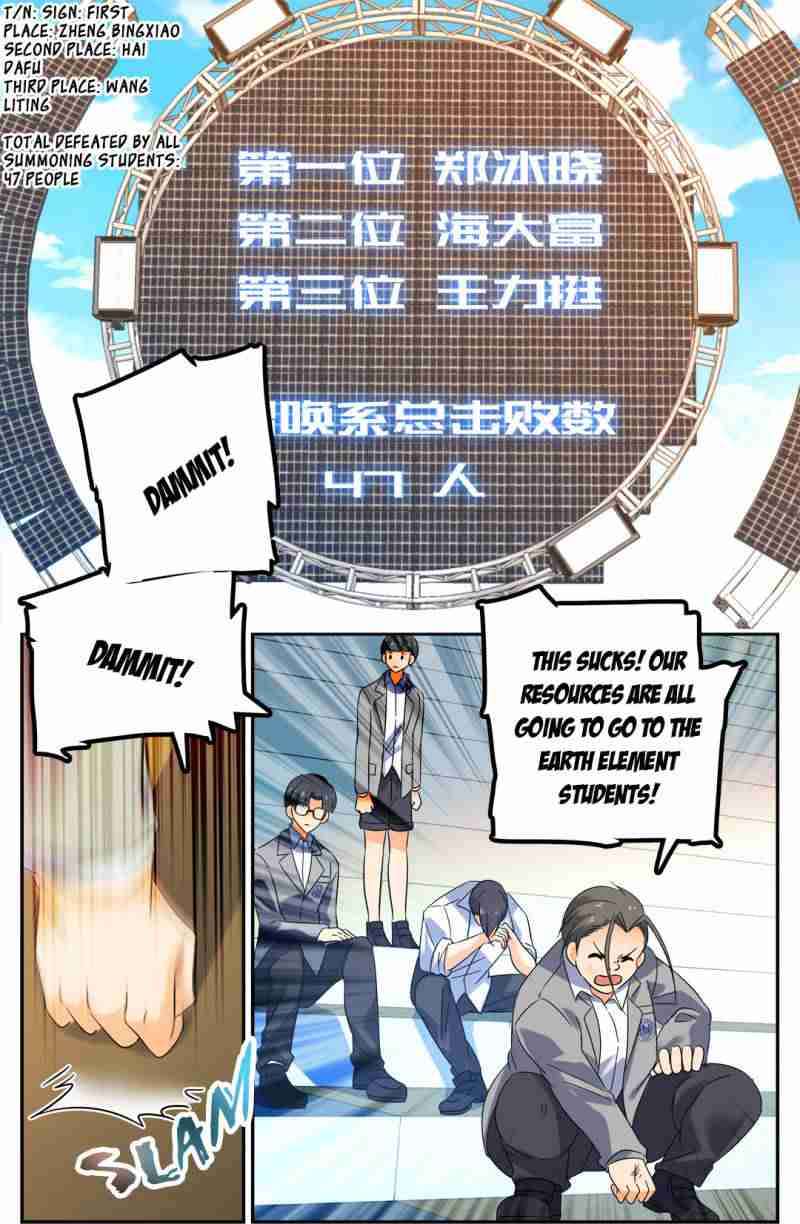 T/N: SIGN: FIRST
PLACE: ZHENG BINGXIAO
SECOND PLACE: HAI
DAFU
THIRD PLACE: WANG
LITING
TOTAL DEFEATED BY ALL
SUMMONING STUDENTS:
47 PEOPLE
第一位 郑冰晓
第二位 海大富
第三位 王力挺
唤系总击败数
47 人
DAMMIT!
DAMMIT!
THIS SUCKS! OUR
RESOURCES ARE ALL
GOING TO GO TO THE
EARTH ELEMENT
STUDENTS!
SLAM